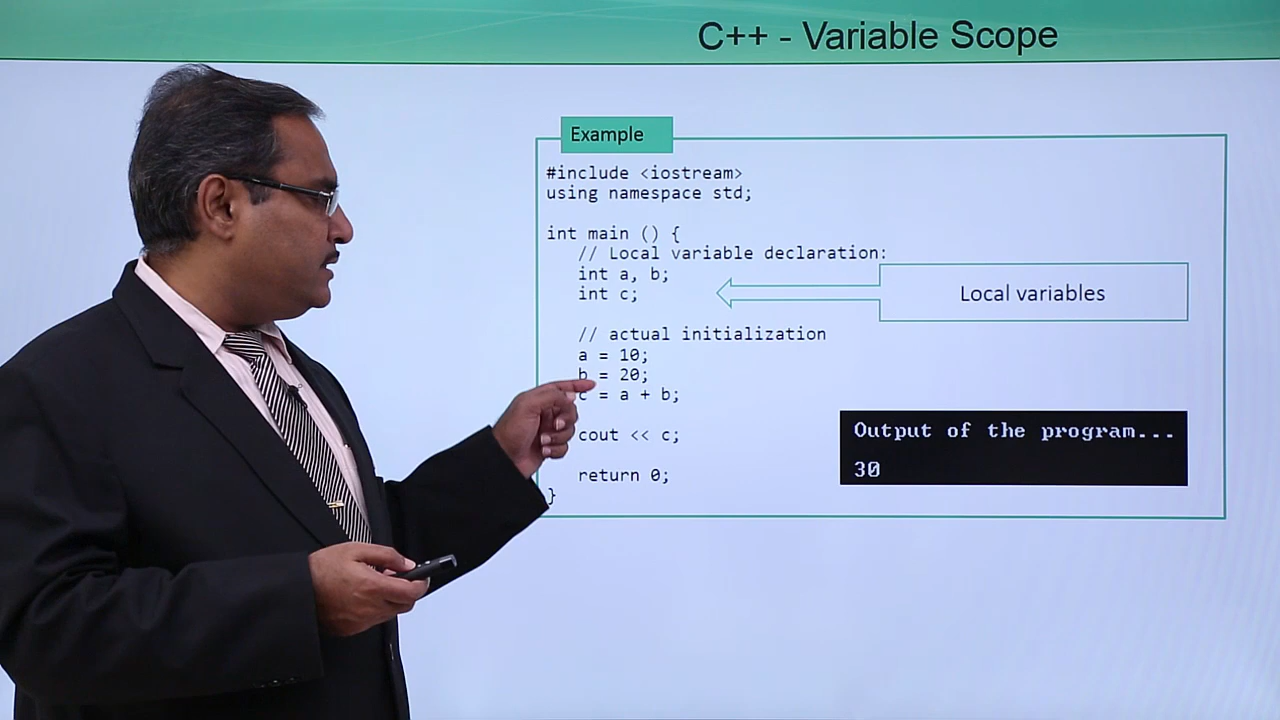 C++ - Variable Scope
Example
#include <iostream>
using namespace std;
int main () {
// Local variable declaration:
int a, b;
int c;
Local variables
// actual initialization
a = 10;
b = 20;
c = a + b;
cout << c;
return 0;
}
Output of the program...
30